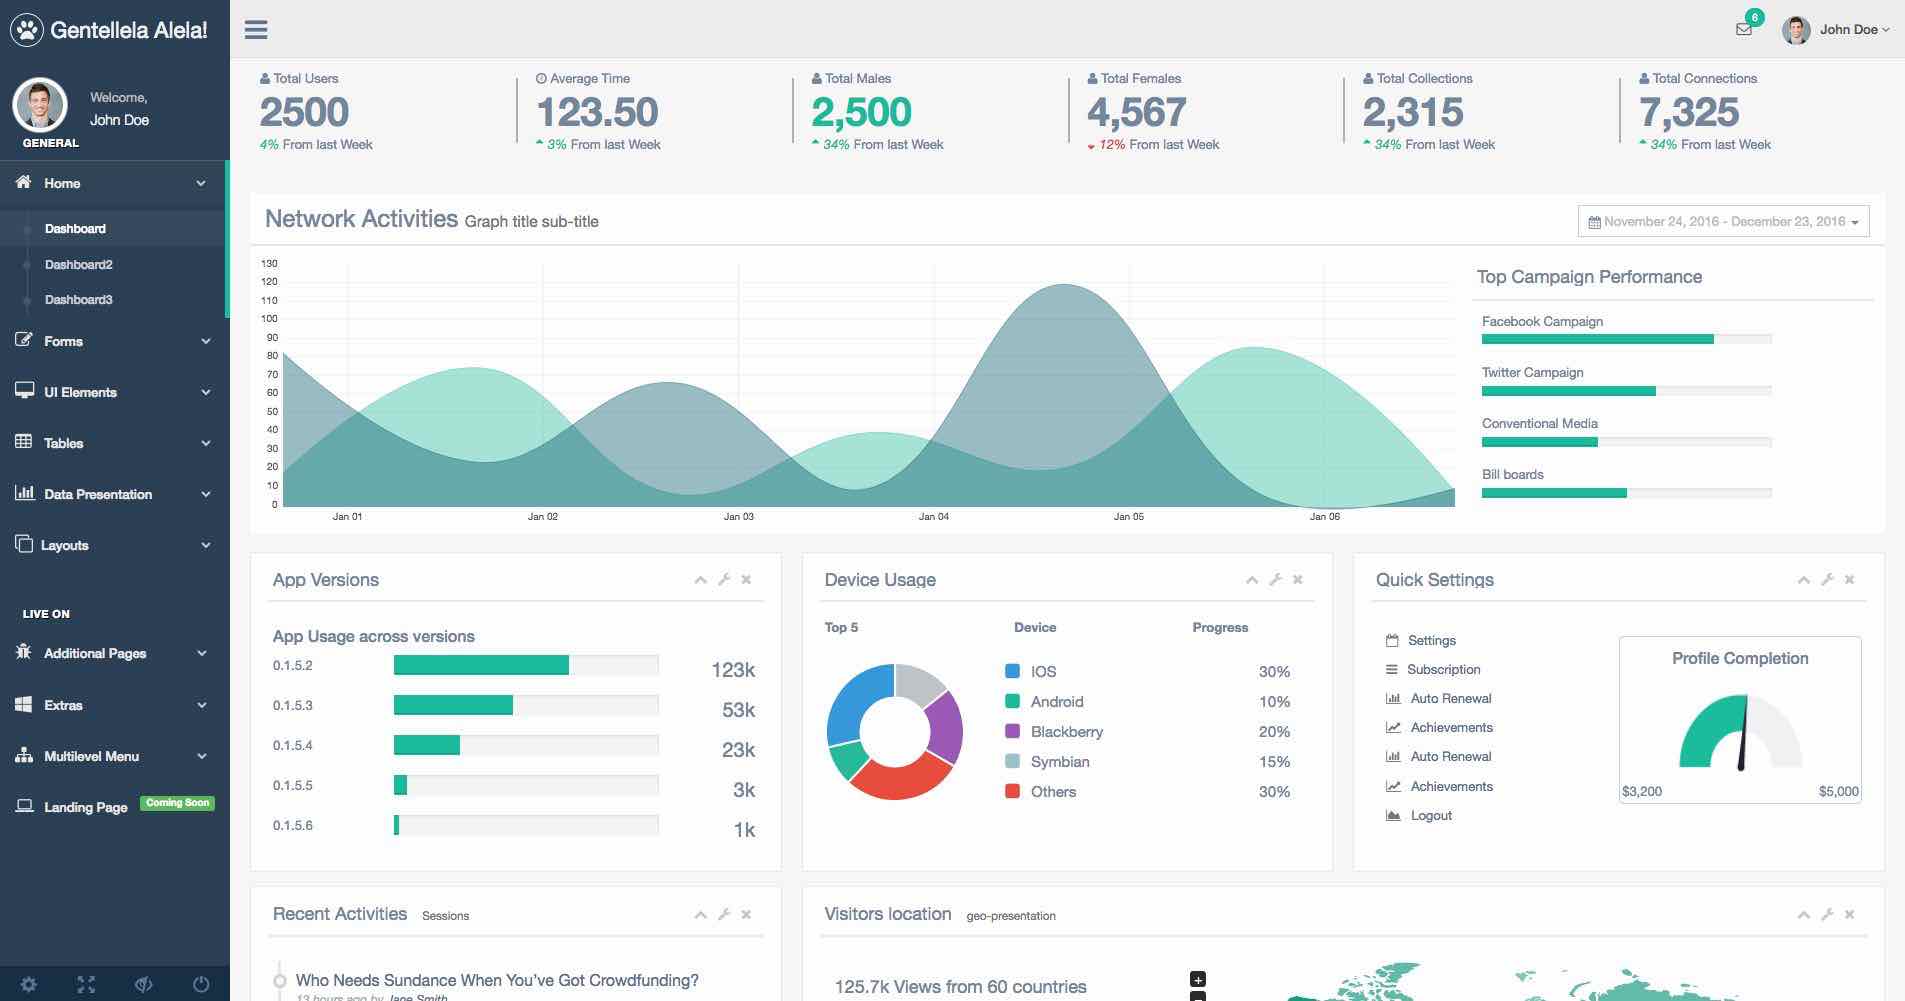 Gentellela Alela!
Welcome,
John Doe
GENERAL
Home
Dashboard
Dashboard2
Dashboard3
Forms
UI Elements
Tables
Data Presentation
Layouts
LIVE ON
Additional Pages
Extras
Multilevel Menu
Landing Page Coming Soon
6
John Doe
Total Users
2500
4% From last Week
Average Time
123.50
3% From last Week
Total Males
2,500
34% From last Week
Total Females
4,567
12% From last Week
Total Collections
2,315
34% From last Week
Total Connections
7,325
34% From last Week
Network Activities Graph title sub-title
November 24, 2016 - December 23, 2016
130
120
110
100
90
80
70
60
50
40
30
20
10
0
Jan 01 Jan 02 Jan 03 Jan 04 Jan 05 Jan 06
Top Campaign Performance
Facebook Campaign
Twitter Campaign
Conventional Media
Bill boards
App Versions
App Usage across versions
0.1.5.2 123k
0.1.5.3 53k
0.1.5.4 23k
0.1.5.5 3k
0.1.5.6 1k
Device Usage
Top 5 Device Progress
IOS 30%
Android 10%
Blackberry 20%
Symbian 15%
Others 30%
Quick Settings
Settings
Subscription
Auto Renewal
Achievements
Auto Renewal
Achievements
Logout
Profile Completion
$3,200 $5,000
Recent Activities Sessions
Who Needs Sundance When You've Got Crowdfunding?
13 hours ago by Jane Smith
Visitors location geo-presentation
125.7k Views from 60 countries
+